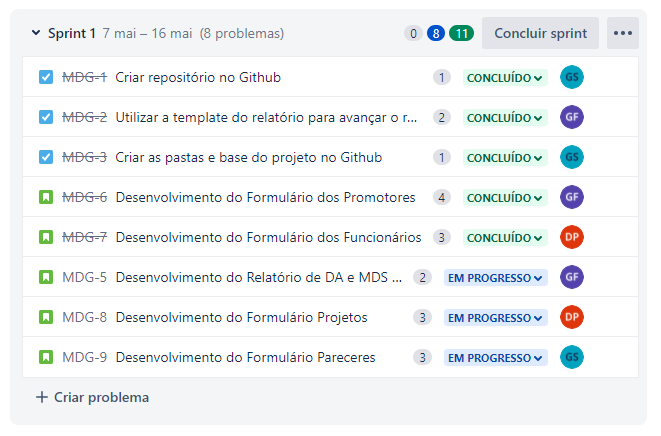 Sprint 1 7 mai – 16 mai (8 problemas) 0 8 11 Concluir sprint
MDG-1 Criar repositório no Github 1 CONCLUÍDO GS
MDG-2 Utilizar a template do relatório para avançar o r... 2 CONCLUÍDO GF
MDG-3 Criar as pastas e base do projeto no Github 1 CONCLUÍDO GS
MDG-6 Desenvolvimento do Formulário dos Promotores 4 CONCLUÍDO GF
MDG-7 Desenvolvimento do Formulário dos Funcionários 3 CONCLUÍDO DP
MDG-5 Desenvolvimento do Relatório de DA e MDS ... 2 EM PROGRESSO GF
MDG-8 Desenvolvimento do Formulário Projetos 3 EM PROGRESSO DP
MDG-9 Desenvolvimento do Formulário Pareceres 3 EM PROGRESSO GS
+ Criar problema